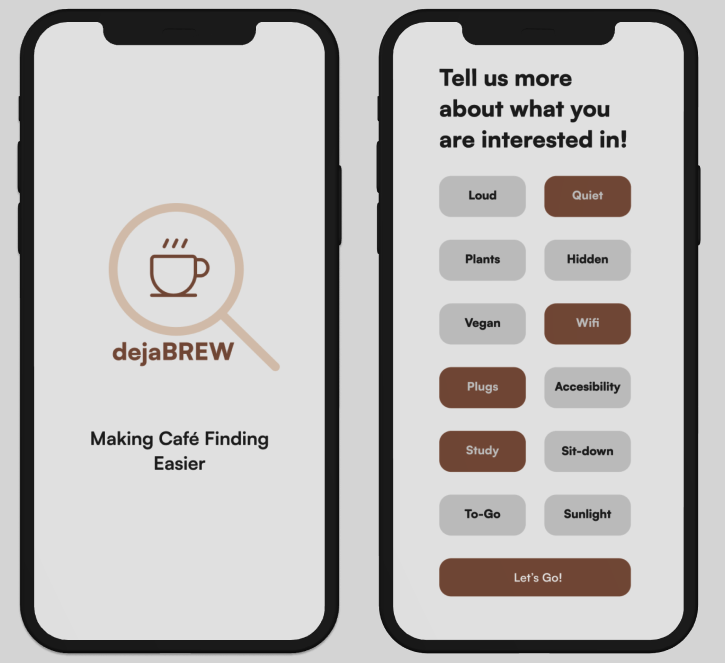 dejaBREW
Making Café Finding
Easier
Tell us more
about what you
are interested in!
Loud
Quiet
Plants
Hidden
Vegan
Wifi
Plugs
Accesibility
Study
Sit-down
To-Go
Sunlight
Let's Go!